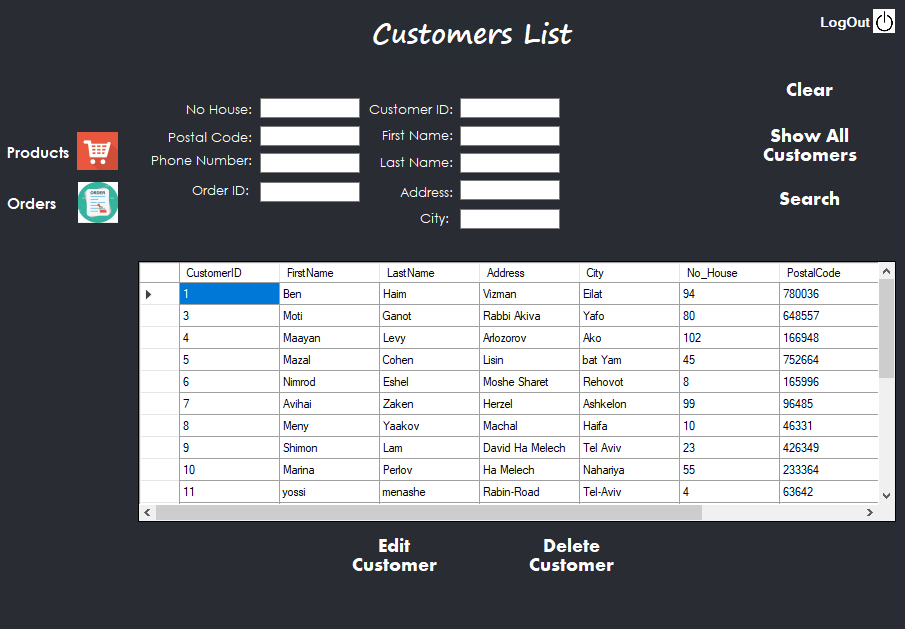 Customers List
LogOut
No House:
Customer ID:
Clear
Postal Code:
First Name:
Show All
Customers
Products
Phone Number:
Last Name:
Order ID:
Address:
Search
Orders
ORDER
City:
CustomerID FirstName LastName Address City No_House PostalCode
1 Ben Haim Vizman Eilat 94 780036
3 Moti Ganot Rabbi Akiva Yafo 80 648557
4 Maayan Levy Arlozorov Ako 102 166948
5 Mazal Cohen Lisin bat Yam 45 752664
6 Nimrod Eshel Moshe Sharet Rehovot 8 165996
7 Avihai Zaken Herzel Ashkelon 99 96485
8 Meny Yaakov Machal Haifa 10 46331
9 Shimon Lam David Ha Melech Tel Aviv 23 426349
10 Marina Perlov Ha Melech Nahariya 55 233364
11 yossi menashe Rabin-Road Tel-Aviv 4 63642
Edit
Customer
Delete
Customer